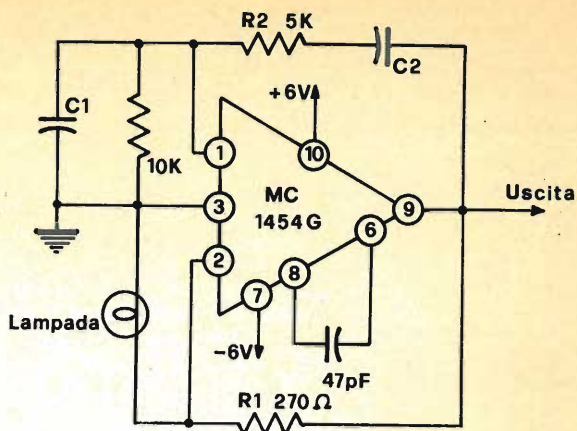 R2 5K
C2
C1
+6V
10K
1
10
MC
1454G
3
9
Uscita
6
2
8
7
Lampada
-6V
47pF
R1 270Ω